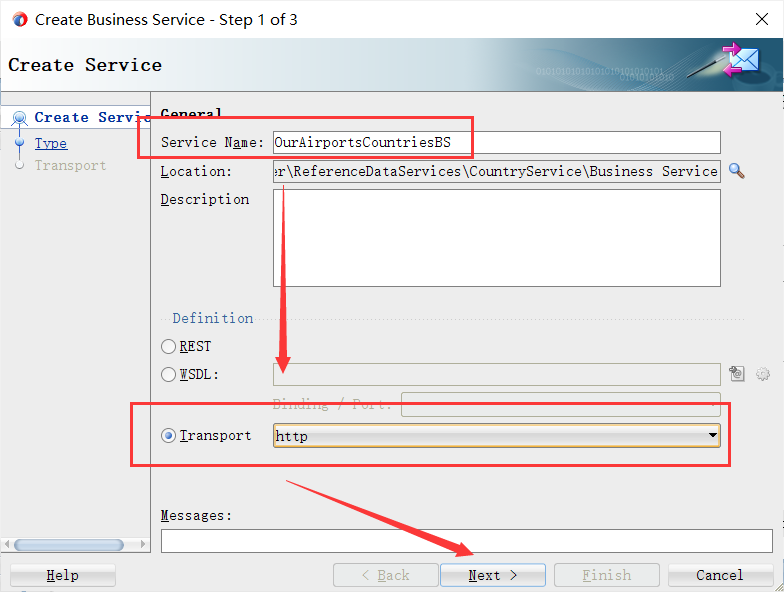 Create Business Service - Step 1 of 3
Create Service
Create Servic
Type
Transport
General
Service Name: OurAirportsCountriesBS
Location: er\ReferenceDataServices\CountryService\Business Service
Description
Definition
REST
WSDL:
Binding / Port:
Transport http
Messages:
Help < Back Next > Finish Cancel